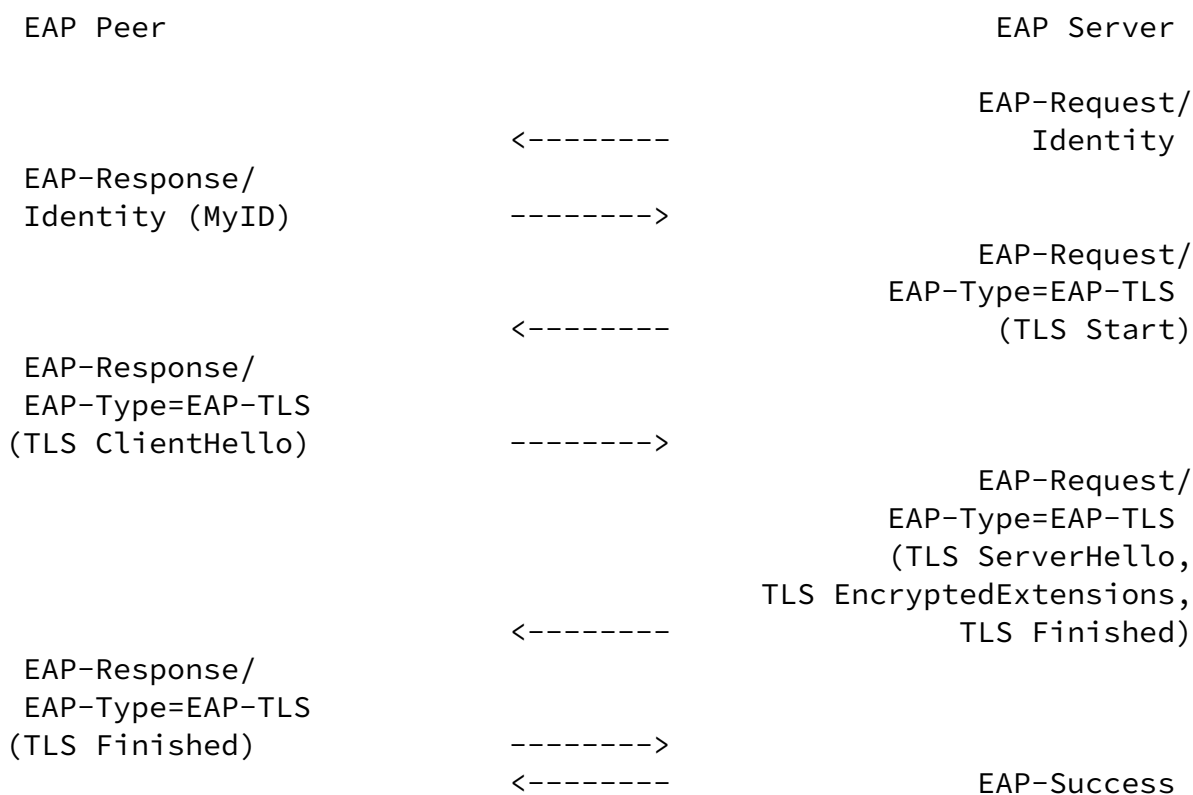 EAP Peer                                              EAP Server

                                                     EAP-Request/
                           <--------                    Identity
EAP-Response/
Identity (MyID)            -------->
                                                     EAP-Request/
                                                EAP-Type=EAP-TLS
                           <--------                  (TLS Start)
EAP-Response/
EAP-Type=EAP-TLS
(TLS ClientHello)          -------->
                                                     EAP-Request/
                                                EAP-Type=EAP-TLS
                                                (TLS ServerHello,
                                         TLS EncryptedExtensions,
                           <--------                TLS Finished)
EAP-Response/
EAP-Type=EAP-TLS
(TLS Finished)             -------->
                           <--------                 EAP-Success